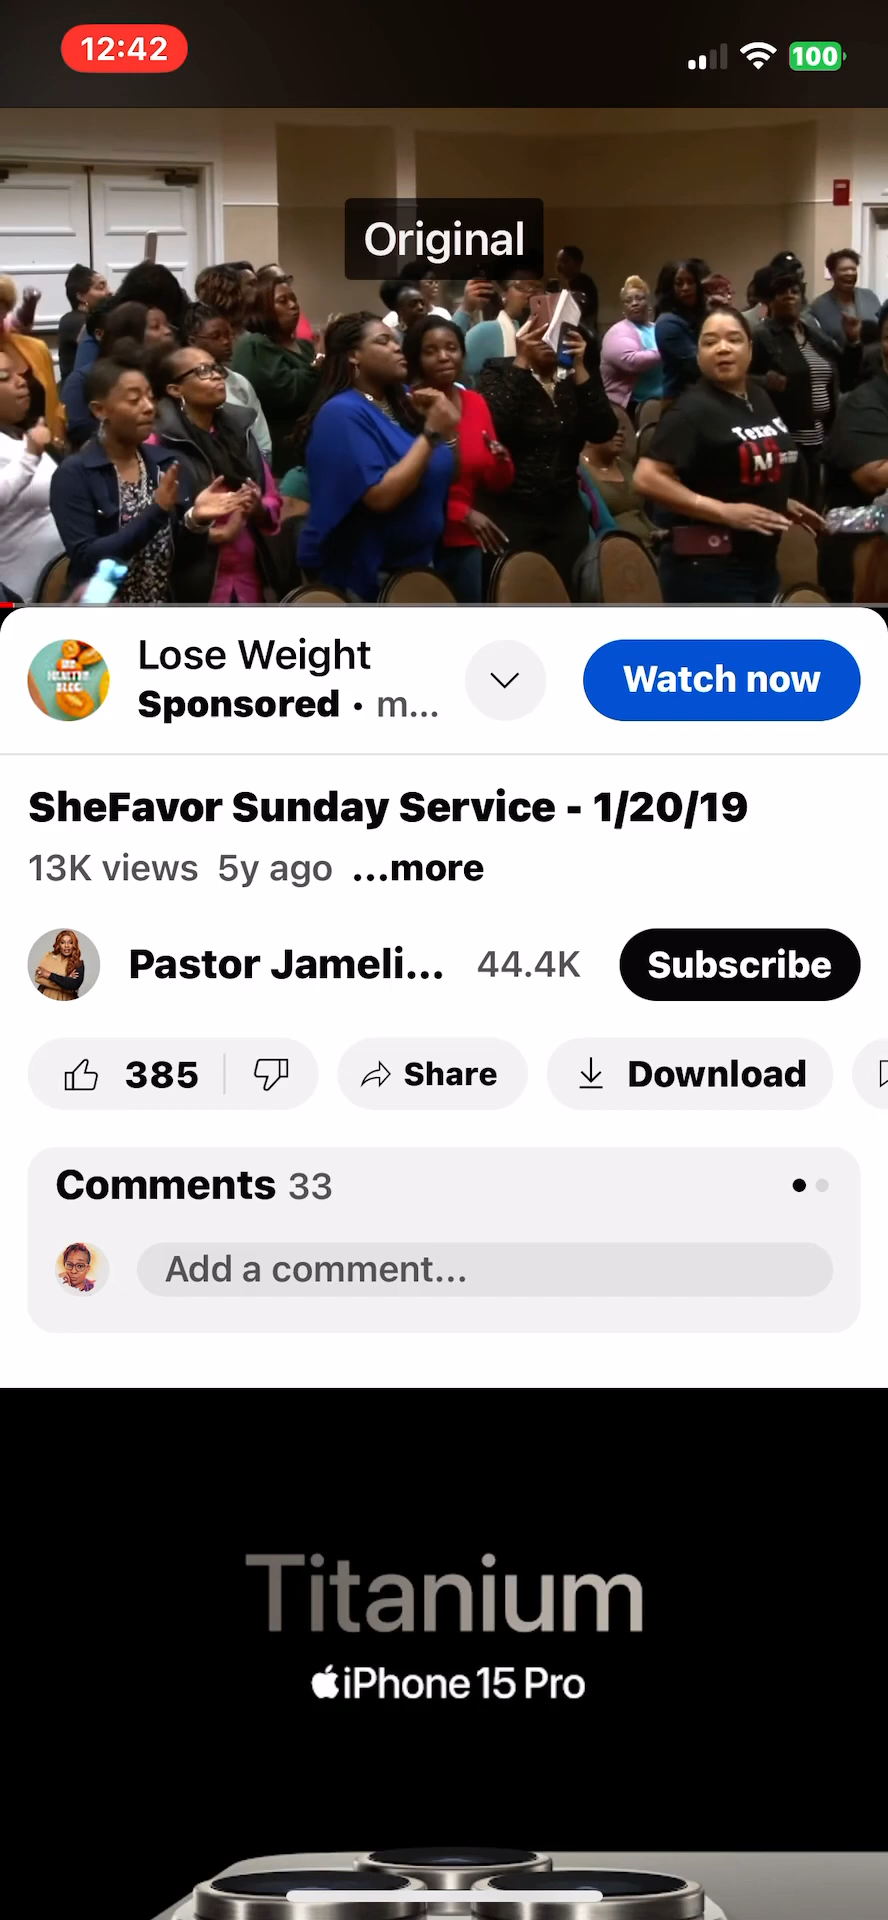 12:42
100
Original
Texas
M
Lose Weight
Sponsored • m...
Watch now
SheFavor Sunday Service - 1/20/19
13K views 5y ago ...more
Pastor Jameli... 44.4K
Subscribe
385
Share
Download
Comments 33
Add a comment...
Titanium
iPhone 15 Pro